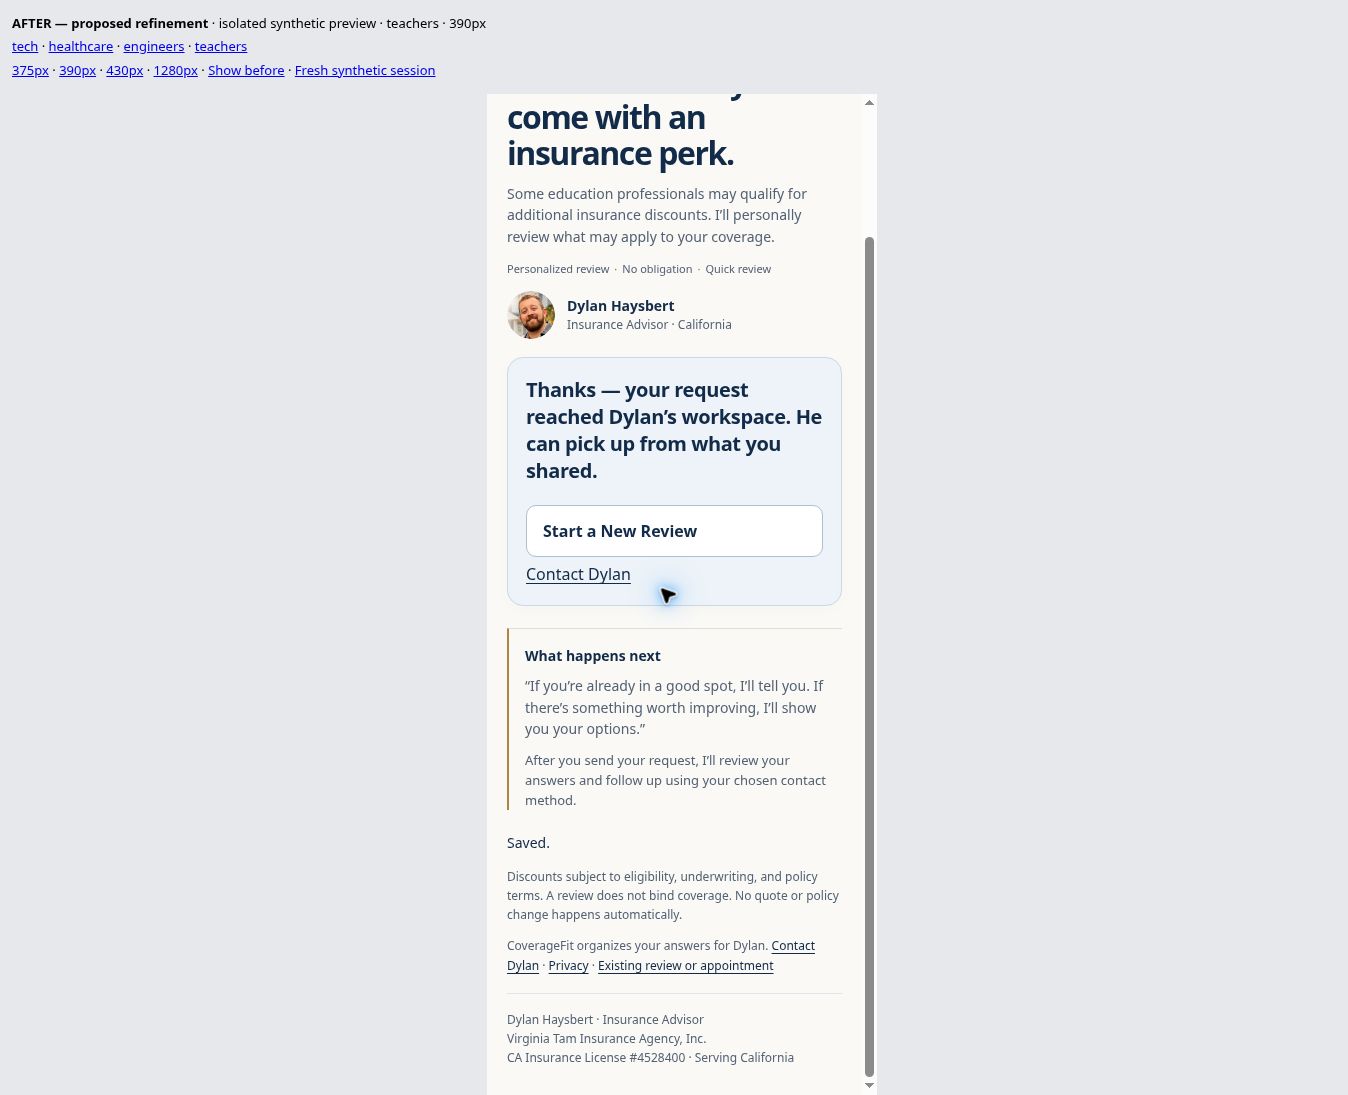 AFTER — proposed refinement · isolated synthetic preview · teachers · 390px
tech · healthcare · engineers · teachers
375px · 390px · 430px · 1280px · Show before · Fresh synthetic session
come with an
insurance perk.
Some education professionals may qualify for
additional insurance discounts. I’ll personally
review what may apply to your coverage.
Personalized review · No obligation · Quick review
Dylan Haysbert
Insurance Advisor · California
Thanks — your request
reached Dylan’s workspace. He
can pick up from what you
shared.
Start a New Review
Contact Dylan
What happens next
“If you’re already in a good spot, I’ll tell you. If
there’s something worth improving, I’ll show
you your options.”
After you send your request, I’ll review your
answers and follow up using your chosen contact
method.
Saved.
Discounts subject to eligibility, underwriting, and policy
terms. A review does not bind coverage. No quote or policy
change happens automatically.
CoverageFit organizes your answers for Dylan. Contact
Dylan · Privacy · Existing review or appointment
Dylan Haysbert · Insurance Advisor
Virginia Tam Insurance Agency, Inc.
CA Insurance License #4528400 · Serving California